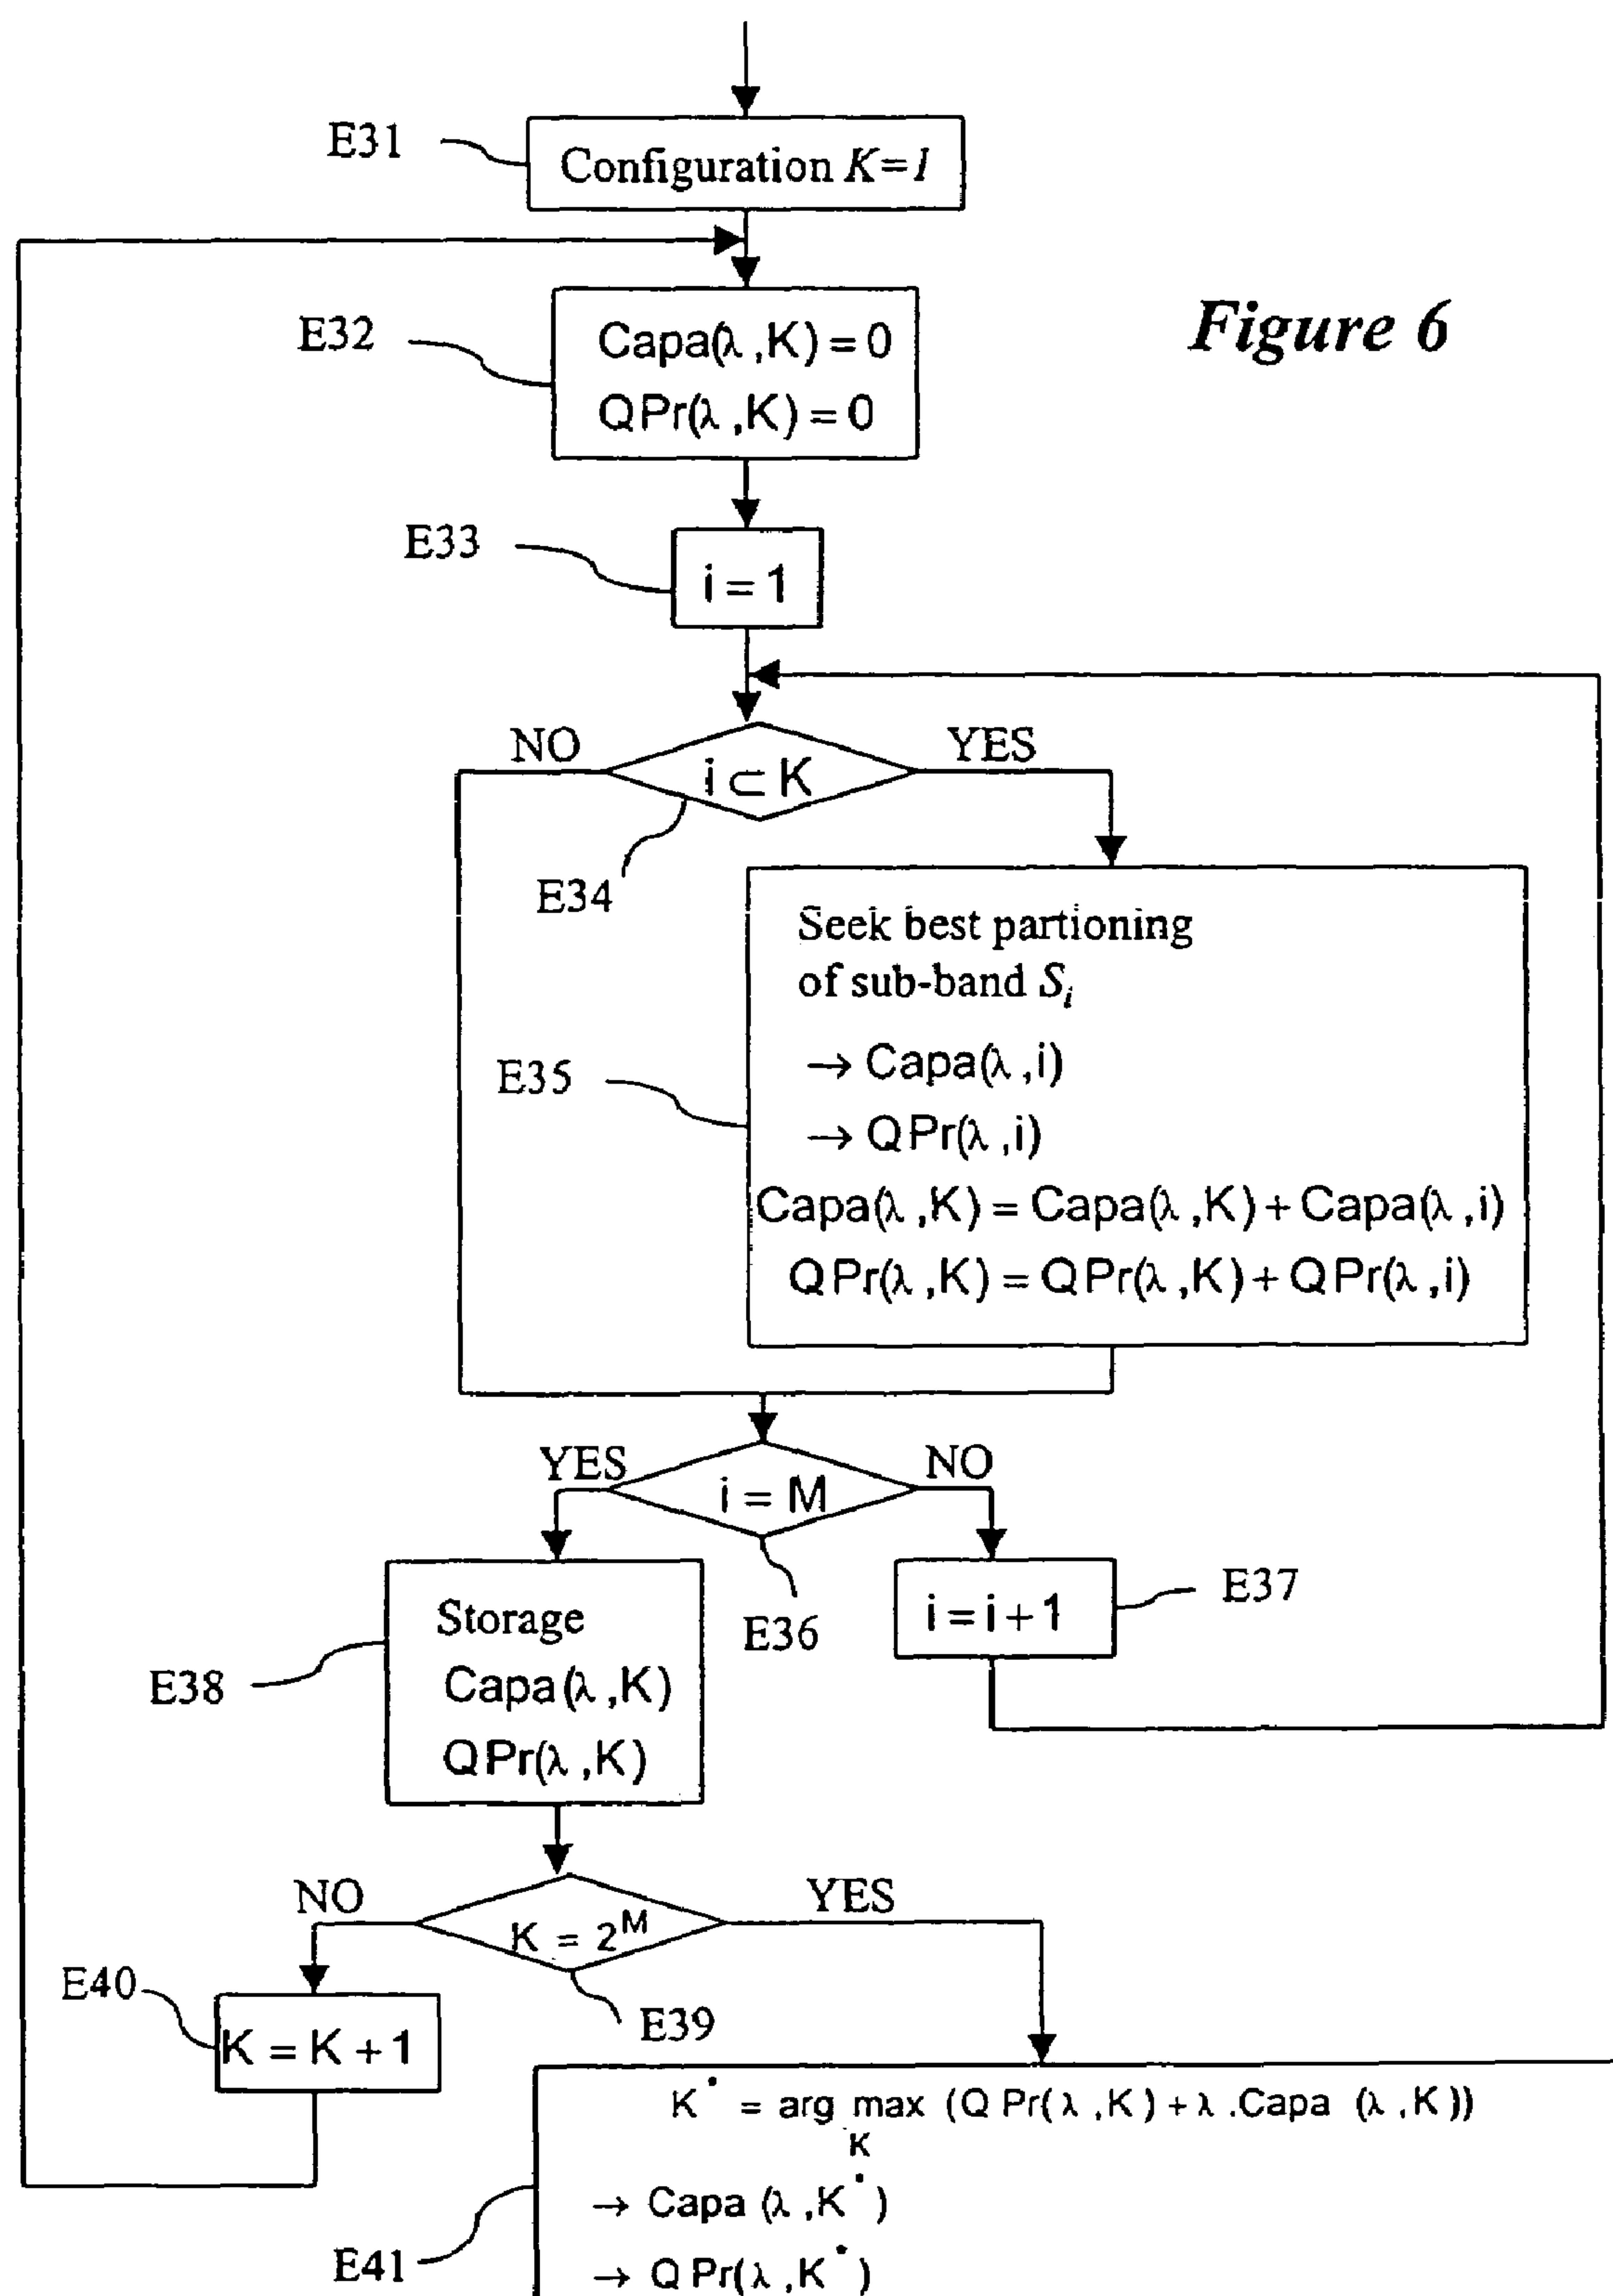 E31
Configuration K=1
Figure 6
E32
Capa(λ,K)=0
QPr(λ,K)=0
E33
i=1
NO
YES
i⊂K
E34
Seek best partioning
of sub-band Si
E35
→ Capa(λ,i)
→ QPr(λ,i)
Capa(λ,K)=Capa(λ,K)+Capa(λ,i)
QPr(λ,K)=QPr(λ,K)+QPr(λ,i)
YES
NO
i=M
E36
i=i+1
E37
Storage
E38
Capa(λ,K)
QPr(λ,K)
NO
YES
K = 2^M
E39
E40
K=K+1
K* = arg max (QPr(λ,K)+λ.Capa (λ,K))
K
→ Capa (λ,K*)
E41
→ QPr(λ,K*)